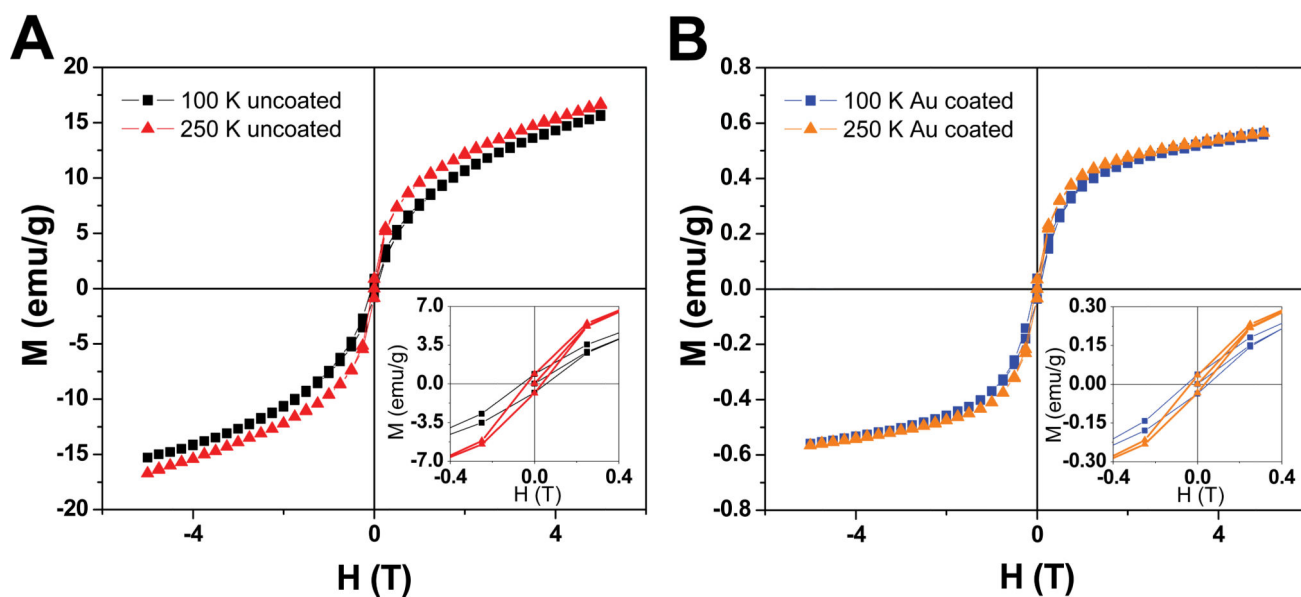 A
M (emu/g)
20
15
10
5
0
-5
-10
-15
-20
100 K uncoated
250 K uncoated
M (emu/g)
7.0
3.5
0.0
-3.5
-7.0
-0.4
0.0
0.4
H (T)
-4
0
4
H (T)
B
M (emu/g)
0.8
0.6
0.4
0.2
0.0
-0.2
-0.4
-0.6
-0.8
100 K Au coated
250 K Au coated
M (emu/g)
0.30
0.15
0.00
-0.15
-0.30
-0.4
0.0
0.4
H (T)
-4
0
4
H (T)